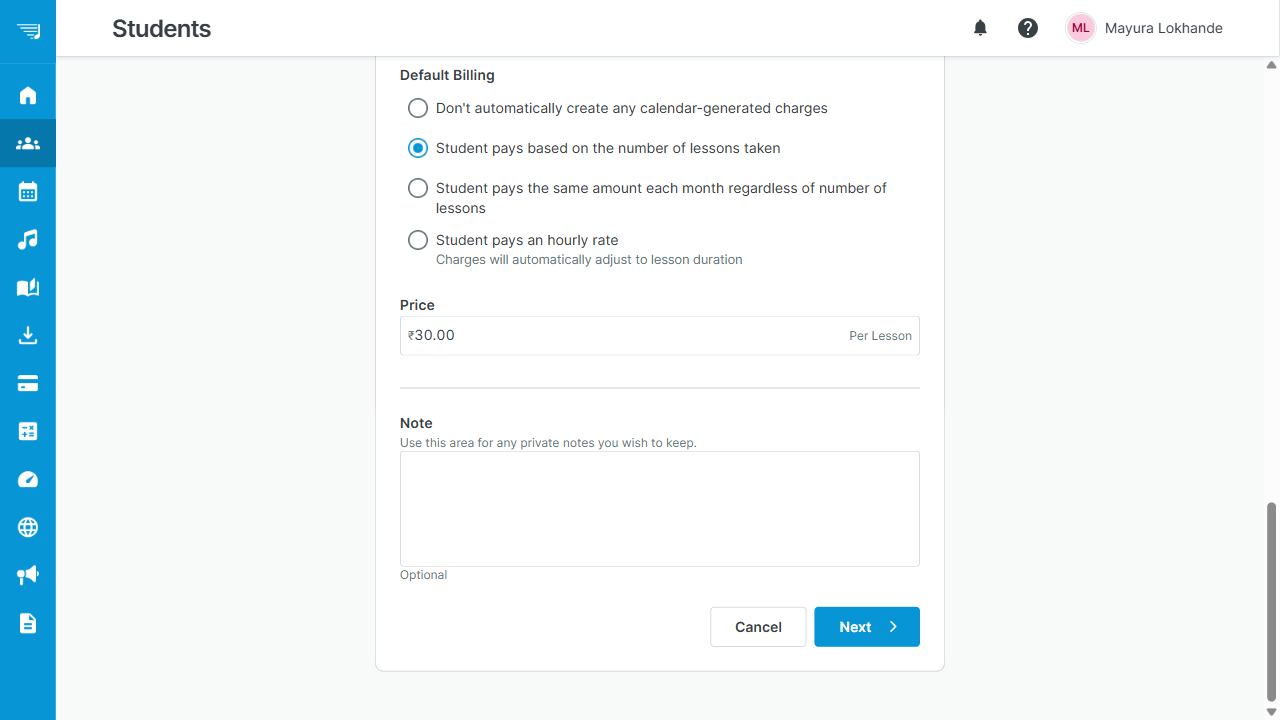 Students
ML
Mayura Lokhande
Default Billing
Don't automatically create any calendar-generated charges
Student pays based on the number of lessons taken
Student pays the same amount each month regardless of number of
lessons
Student pays an hourly rate
Charges will automatically adjust to lesson duration
Price
₹30.00
Per Lesson
Note
Use this area for any private notes you wish to keep.
Optional
Cancel
Next